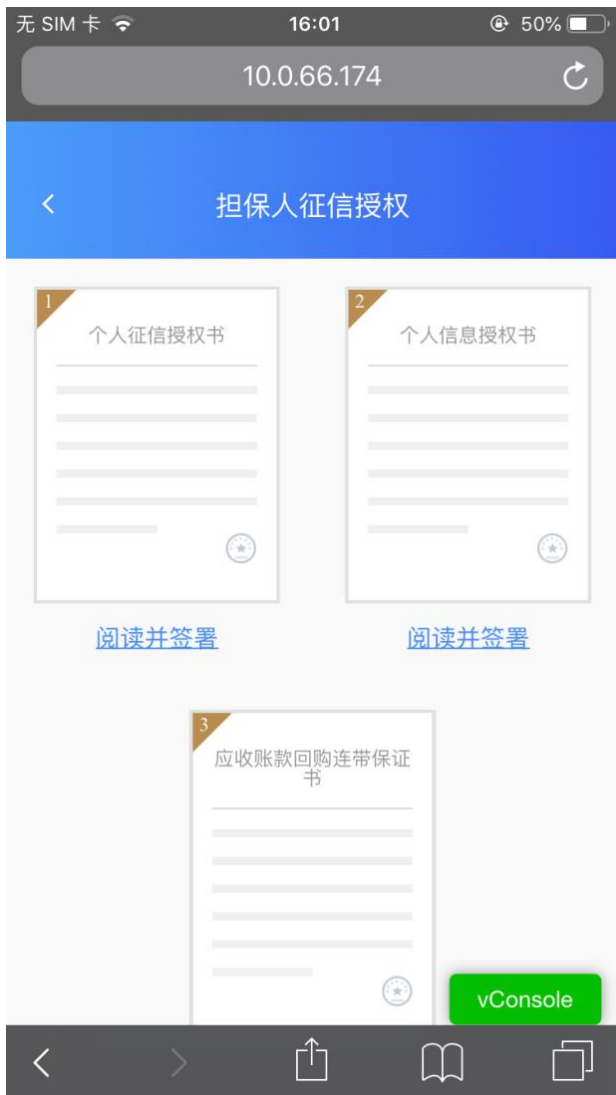 无 SIM 卡 16:01 50%
10.0.66.174
担保人征信授权
1
个人征信授权书
2
个人信息授权书
阅读并签署
阅读并签署
3
应收账款回购连带保证
书
vConsole